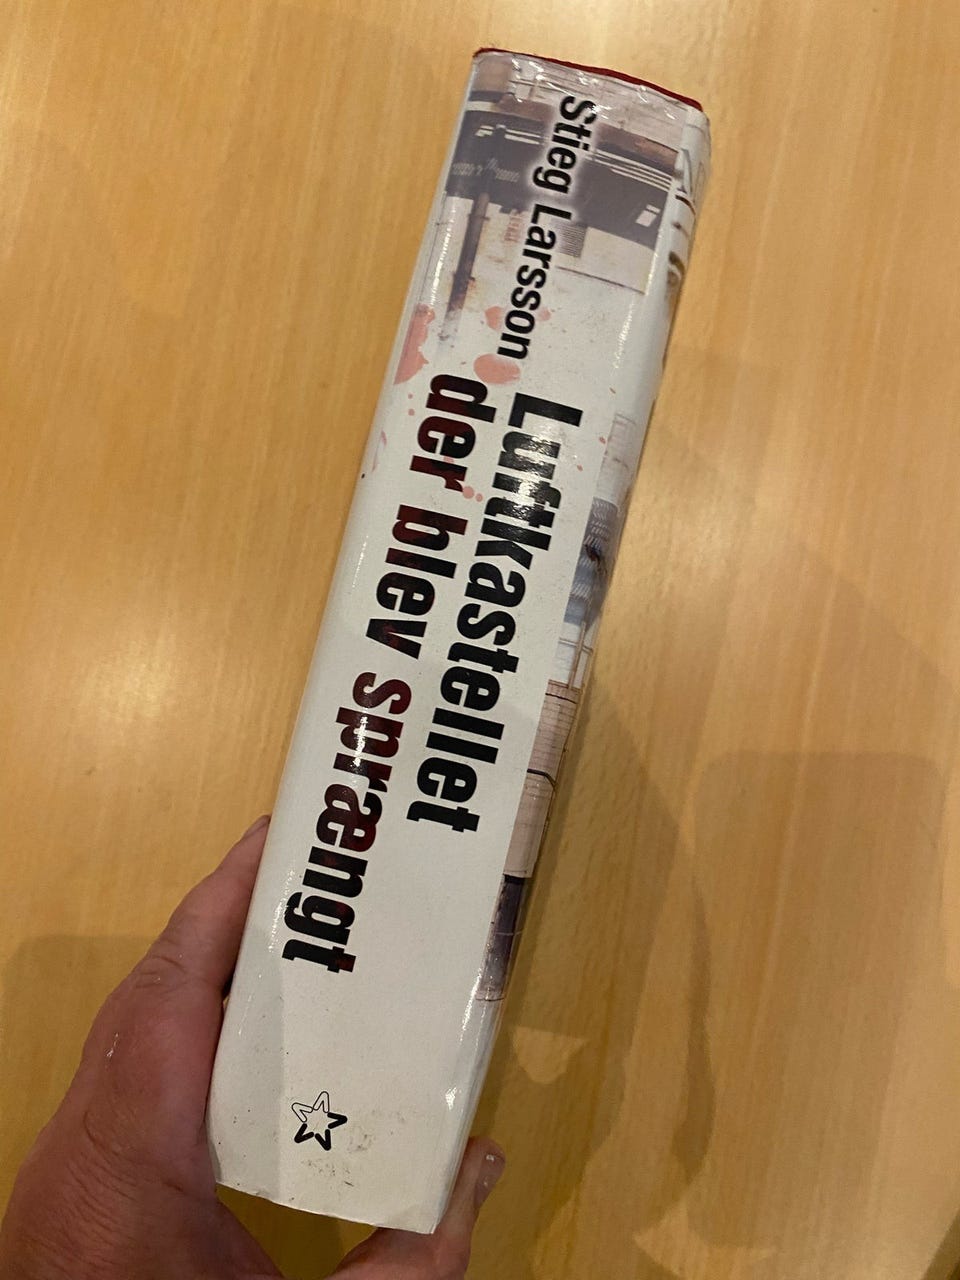 Stieg Larsson
Luftkastellet
der blev sprængt